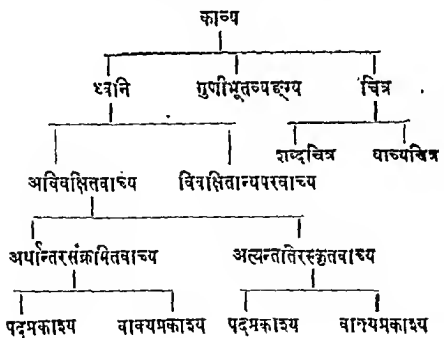 काव्य
ध्वनि गुणीभूतव्यङ्ग्य चित्र
शब्दचित्र वाच्यचित्र
अविवक्षितवाच्य विवक्षितान्यपरवाच्य
अर्थान्तरसंक्रमितवाच्य अत्यन्ततिरस्कृतवाच्य
पदप्रकाश्य वाक्यप्रकाश्य पदप्रकाश्य वाक्यप्रकाश्य